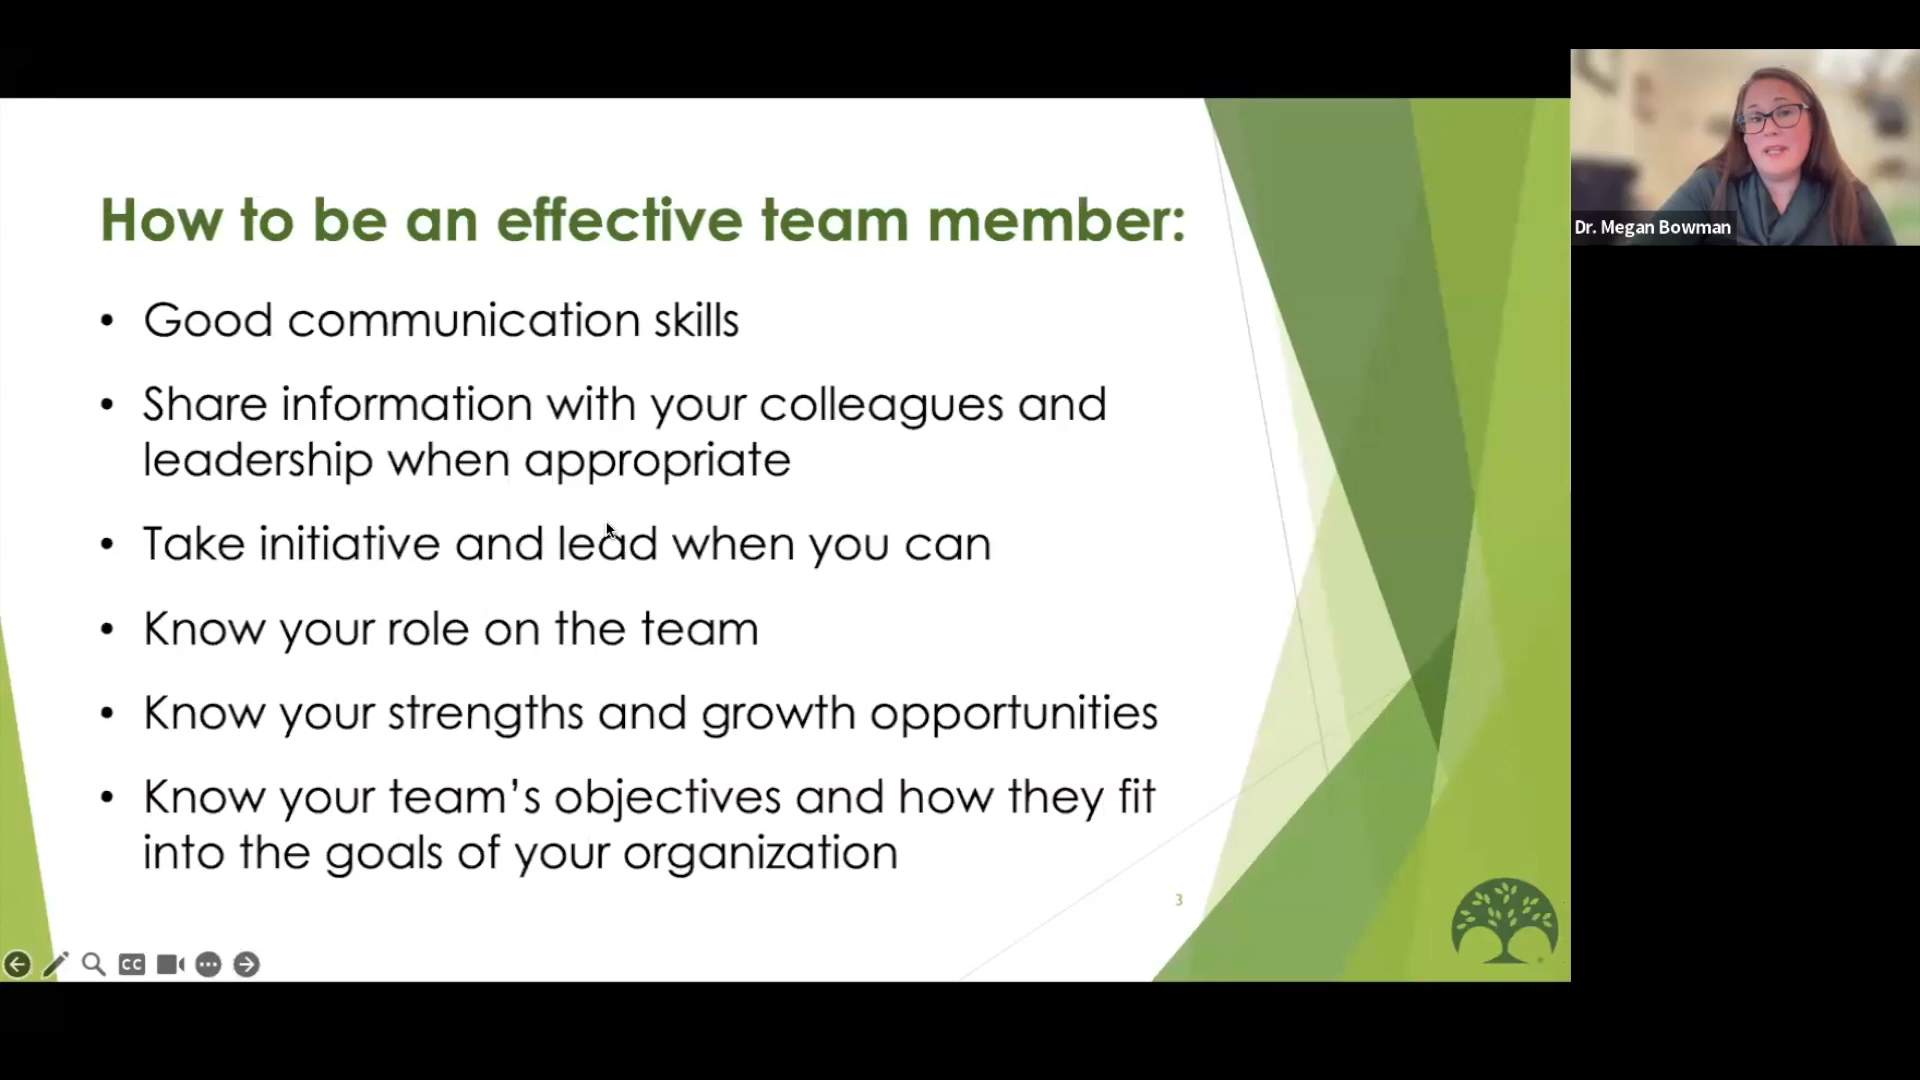 How to be an effective team member:
• Good communication skills
• Share information with your colleagues and
leadership when appropriate
• Take initiative and lead when you can
• Know your role on the team
• Know your strengths and growth opportunities
• Know your team’s objectives and how they fit
into the goals of your organization
3
CC
Dr. Megan Bowman